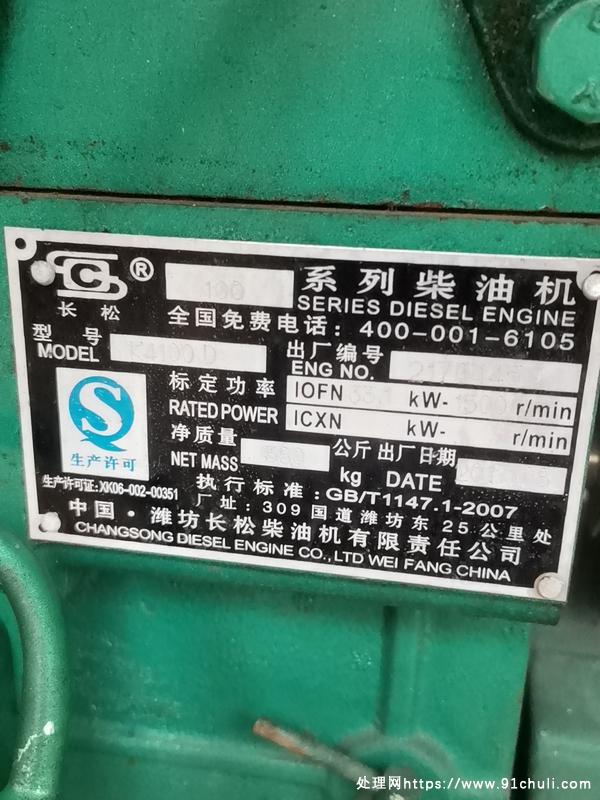 ® 100 系列柴油机
长松 SERIES DIESEL ENGINE
全国免费电话：400-001-6105
型号 K4100D 出厂编号
MODEL ENG NO.
标定功率 IOFN kW- r/min
RATED POWER ICXN kW- r/min
净质量 公斤 出厂日期
NET MASS kg DATE
生产许可
生产许可证：XK06-002-00351
执行标准：GB/T1147.1-2007
厂址：309国道潍坊东25公里处
中国·潍坊长松柴油机有限责任公司
CHANGSONG DIESEL ENGINE CO.,LTD WEI FANG CHINA
处理网https://www.91chuli.com